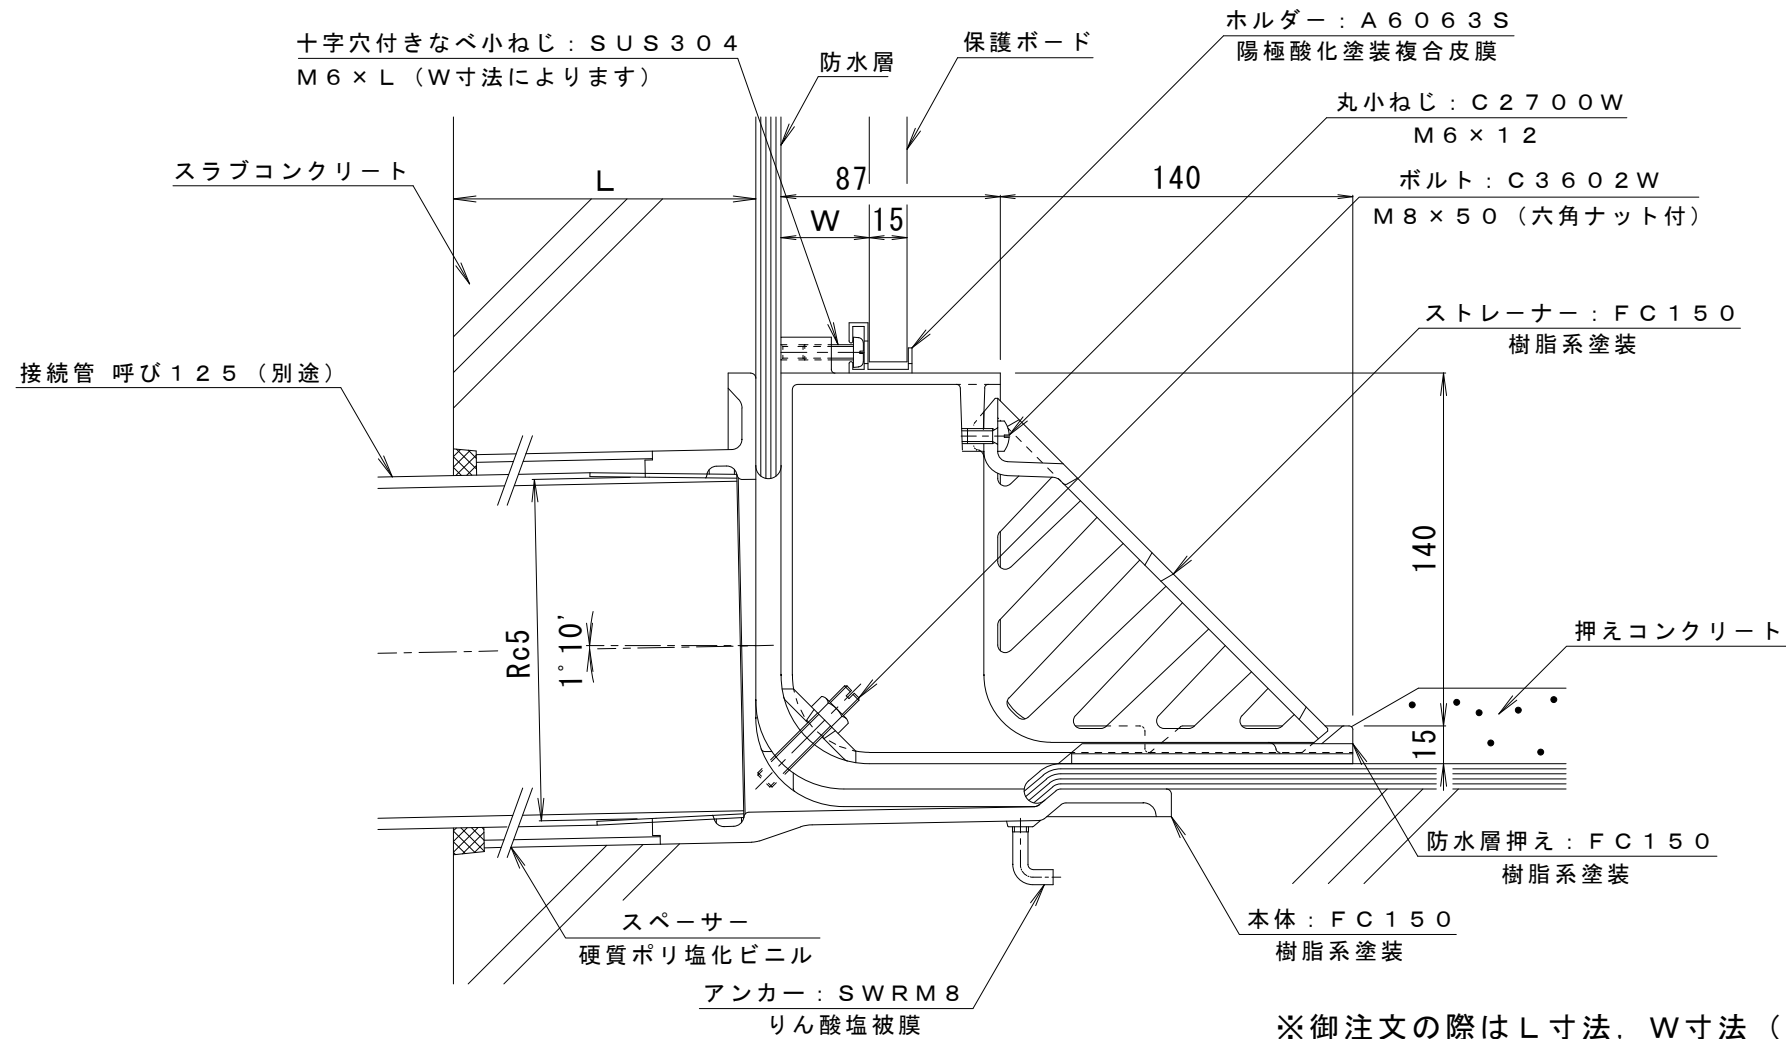 十字穴付きなべ小ねじ：ＳＵＳ３０４
Ｍ６×Ｌ（Ｗ寸法によります）
防水層
保護ボード
ホルダー：Ａ６０６３Ｓ
陽極酸化塗装複合皮膜
丸小ねじ：Ｃ２７００Ｗ
Ｍ６×１２
スラブコンクリート
L
87
140
W
15
ボルト：Ｃ３６０２Ｗ
Ｍ８×５０（六角ナット付）
ストレーナー：ＦＣ１５０
樹脂系塗装
接続管 呼び１２５（別途）
140
15
Rc5
1°10'
押えコンクリート
防水層押え：ＦＣ１５０
樹脂系塗装
スペーサー
硬質ポリ塩化ビニル
本体：ＦＣ１５０
樹脂系塗装
アンカー：ＳＷＲＭ８
りん酸塩被膜
※御注文の際はＬ寸法．Ｗ寸法（